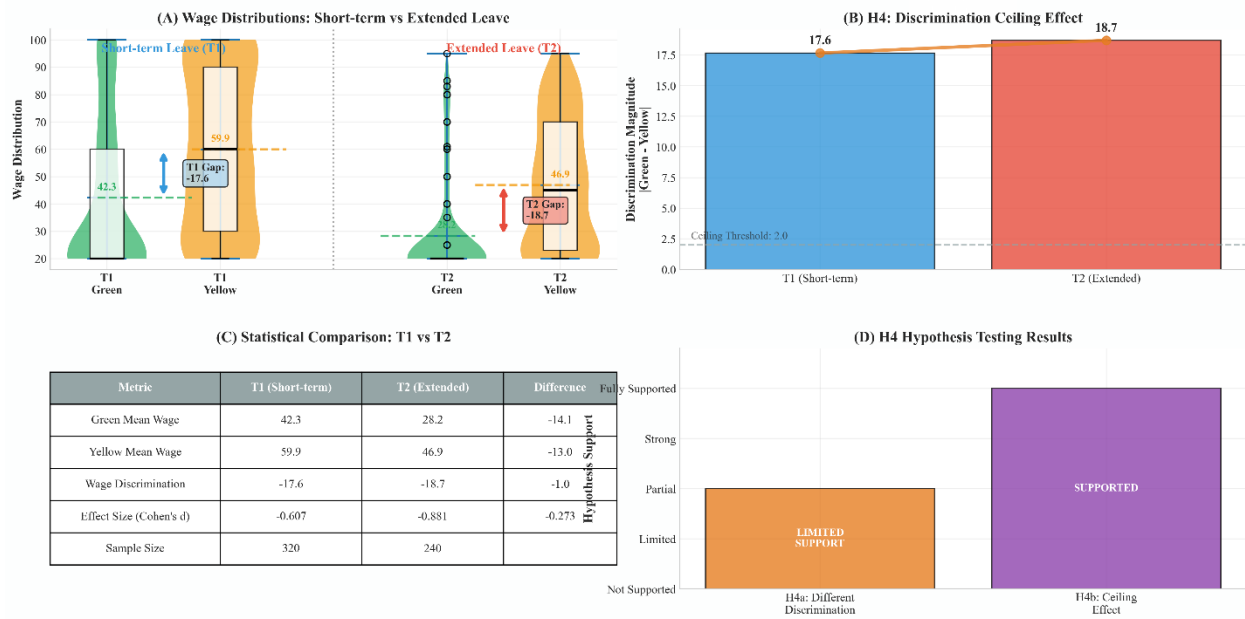 (A) Wage Distributions: Short-term vs Extended Leave
Short-term Leave (T1)
Extended Leave (T2)
Wage Distribution
100
90
80
70
60
50
40
30
20
42.3
59.9
T1 Gap:
-17.6
28.2
46.9
T2 Gap:
-18.7
T1
Green
T1
Yellow
T2
Green
T2
Yellow
(B) H4: Discrimination Ceiling Effect
Discrimination Magnitude
|Green - Yellow|
17.5
15.0
12.5
10.0
7.5
5.0
2.5
0.0
17.6
18.7
Ceiling Threshold: 2.0
T1 (Short-term)
T2 (Extended)
(C) Statistical Comparison: T1 vs T2
Metric T1 (Short-term) T2 (Extended) Difference
Green Mean Wage 42.3 28.2 -14.1
Yellow Mean Wage 59.9 46.9 -13.0
Wage Discrimination -17.6 -18.7 -1.0
Effect Size (Cohen's d) -0.607 -0.881 -0.273
Sample Size 320 240
(D) H4 Hypothesis Testing Results
Hypothesis Support
Fully Supported
Strong
Partial
Limited
Not Supported
LIMITED
SUPPORT
SUPPORTED
H4a: Different
Discrimination
H4b: Ceiling
Effect